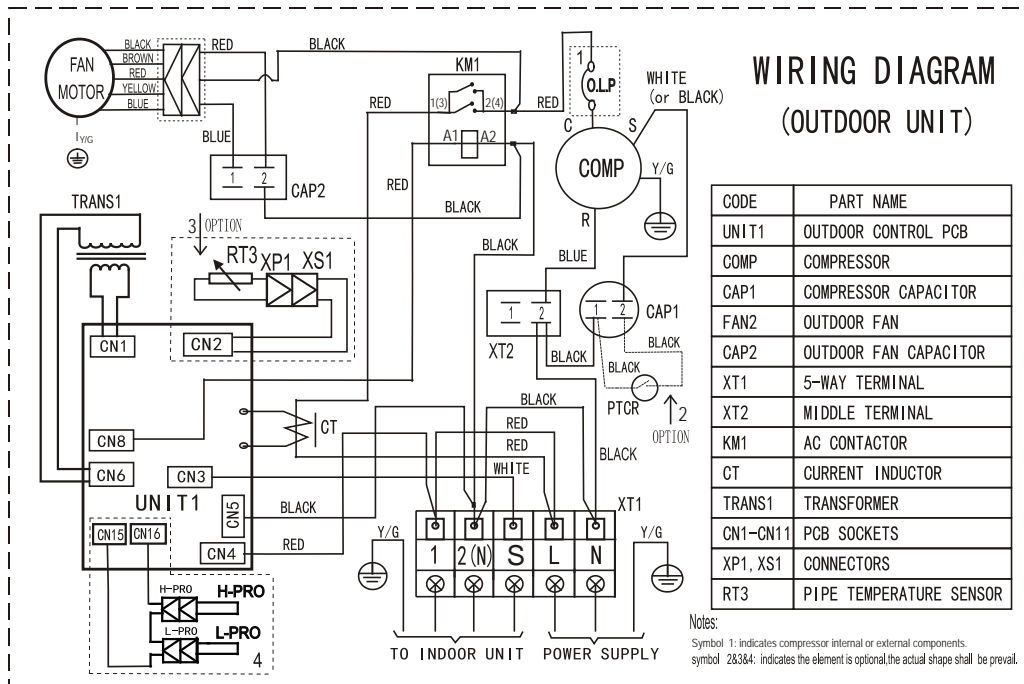 WIRING DIAGRAM
(OUTDOOR UNIT)
FAN
MOTOR
BLACK
BROWN
RED
YELLOW
BLUE
Y/G
RED
BLACK
BLUE
1 2
CAP2
KM1
RED
1(3) 2(4)
A1 A2
RED
RED
BLACK
1
O.L.P
C S
COMP
R
WHITE
(or BLACK)
Y/G
TRANS1
3 OPTION
RT3 XP1 XS1
CN2
CN1
BLACK
BLUE
1 2
XT2
BLACK
1 2
CAP1
BLACK
BLACK
PTCR
2
OPTION
CT
CN8
CN6
CN3
UNIT1
CN5
CN4
CN15 CN16
BLACK
RED
BLACK
RED
RED
WHITE
BLACK
XT1
Y/G
1 2(N) S L N
Y/G
TO INDOOR UNIT POWER SUPPLY
H-PRO H-PRO
L-PRO L-PRO
4
CODE PART NAME
UNIT1 OUTDOOR CONTROL PCB
COMP COMPRESSOR
CAP1 COMPRESSOR CAPACITOR
FAN2 OUTDOOR FAN
CAP2 OUTDOOR FAN CAPACITOR
XT1 5-WAY TERMINAL
XT2 MIDDLE TERMINAL
KM1 AC CONTACTOR
CT CURRENT INDUCTOR
TRANS1 TRANSFORMER
CN1-CN11 PCB SOCKETS
XP1, XS1 CONNECTORS
RT3 PIPE TEMPERATURE SENSOR
Notes:
Symbol 1: indicates compressor internal or external components.
symbol 2&3&4: indicates the element is optional,the actual shape shall be prevail.